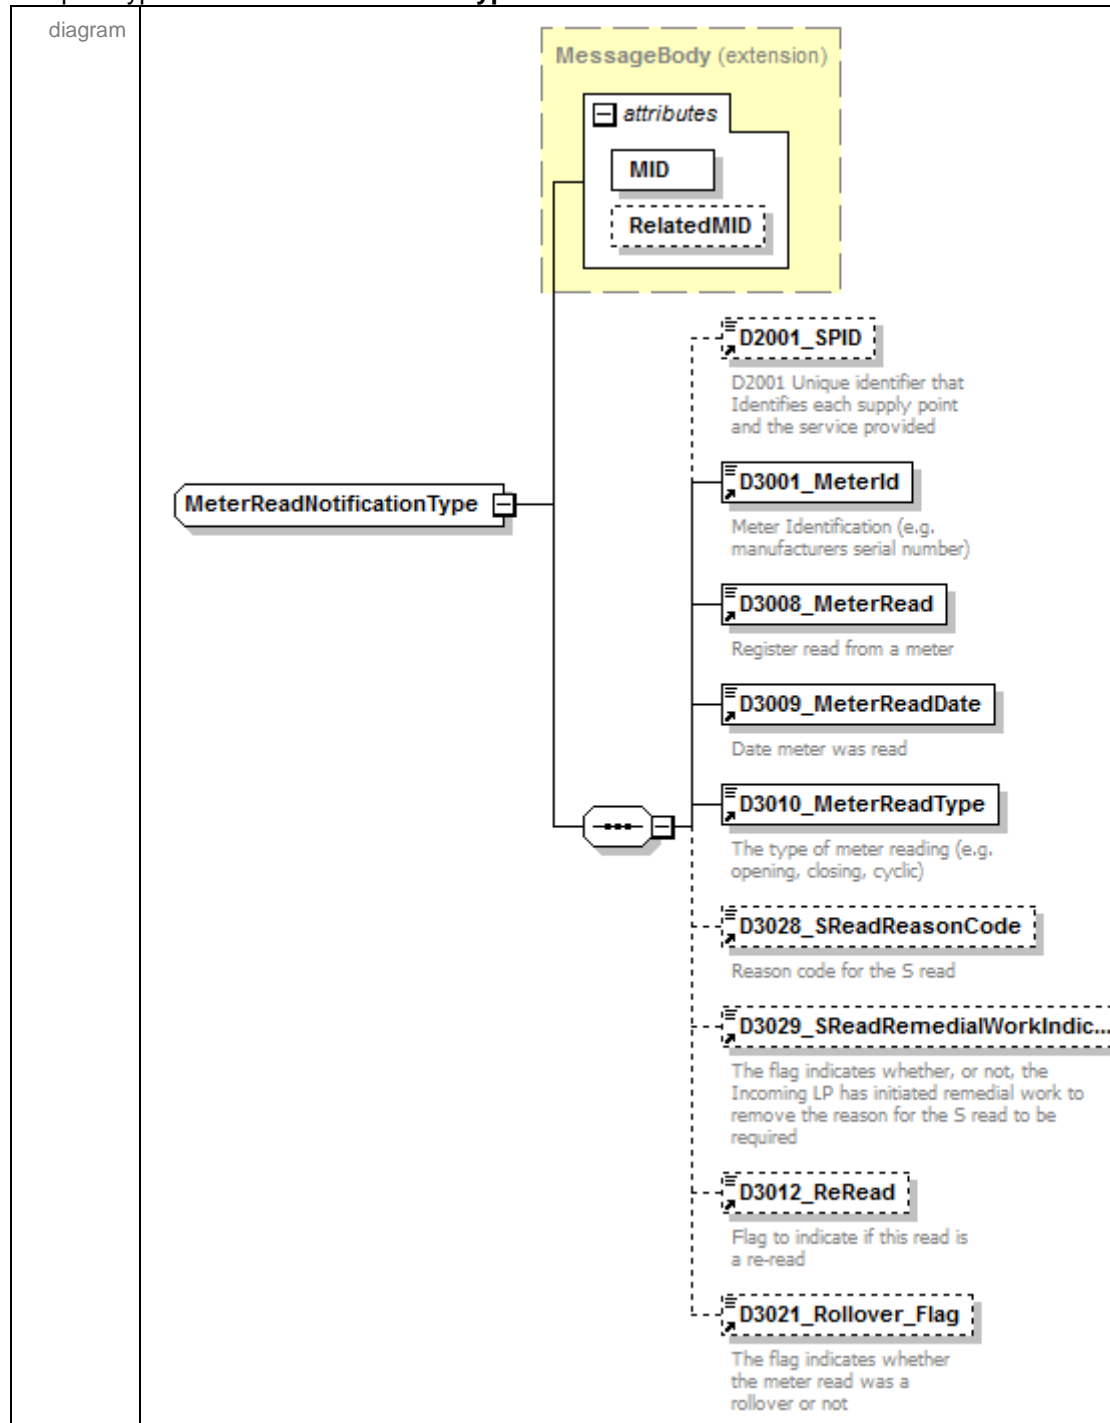 diagram
MessageBody (extension)
attributes
MID
RelatedMID
D2001_SPID
D2001 Unique identifier that
Identifies each supply point
and the service provided
MeterReadNotificationType
D3001_MeterId
Meter Identification (e.g.
manufacturers serial number)
D3008_MeterRead
Register read from a meter
D3009_MeterReadDate
Date meter was read
D3010_MeterReadType
The type of meter reading (e.g.
opening, closing, cyclic)
D3028_SReadReasonCode
Reason code for the S read
D3029_SReadRemedialWorkIndic...
The flag indicates whether, or not, the
Incoming LP has initiated remedial work to
remove the reason for the S read to be
required
D3012_ReRead
Flag to indicate if this read is
a re-read
D3021_Rollover_Flag
The flag indicates whether
the meter read was a
rollover or not